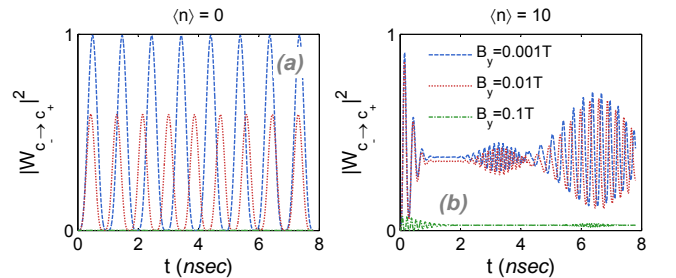 ⟨n⟩ = 0
1
(a)
|W_{c_- → c_+}|^2
0
0 2 4 6 8
t (nsec)
⟨n⟩ = 10
1
B_y=0.001T
B_y=0.01T
B_y=0.1T
|W_{c_- → c_+}|^2
(b)
0
0 2 4 6 8
t (nsec)